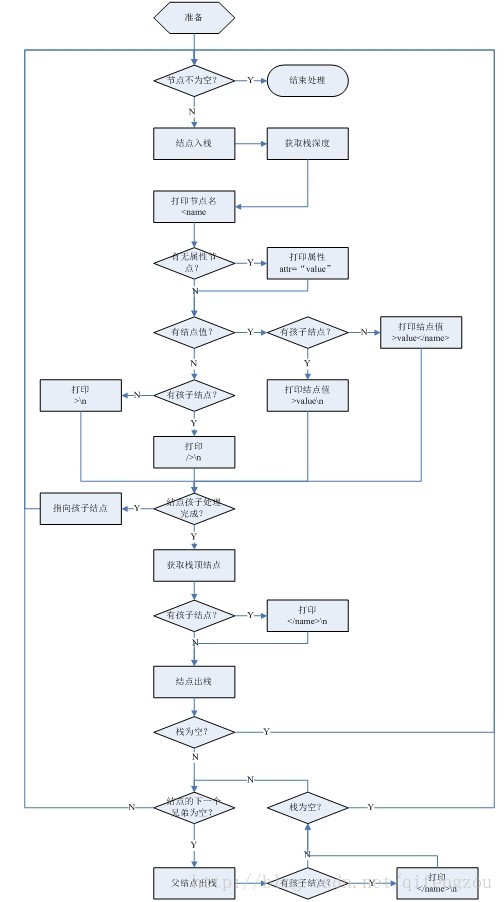 准备
节点不为空?
Y
结束处理
N
结点入栈
获取栈深度
打印节点名
<name
有无属性节
点?
Y
打印属性
attr=“value”
N
有结点值?
Y
有孩子结点?
N
打印结点值
>value</name>
N
Y
打印
>\n
N
有孩子结点?
打印结点值
>value\n
Y
打印
/>\n
指向孩子结点
Y
结点孩子处理
完成?
Y
获取栈顶结点
有孩子结点?
Y
打印
</name>\n
N
结点出栈
栈为空?
Y
N
N
N
结点的下一个
兄弟为空?
栈为空?
Y
Y
N
父结点出栈
有孩子结点?
Y
打印
</name>\n